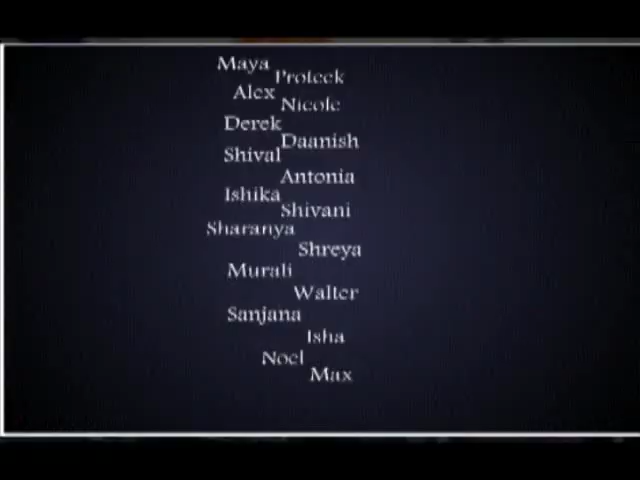 Maya
Proteek
Alex
Nicole
Derek
Daanish
Shival
Antonia
Ishika
Shivani
Sharanya
Shreya
Murali
Walter
Sanjana
Isha
Noel
Max